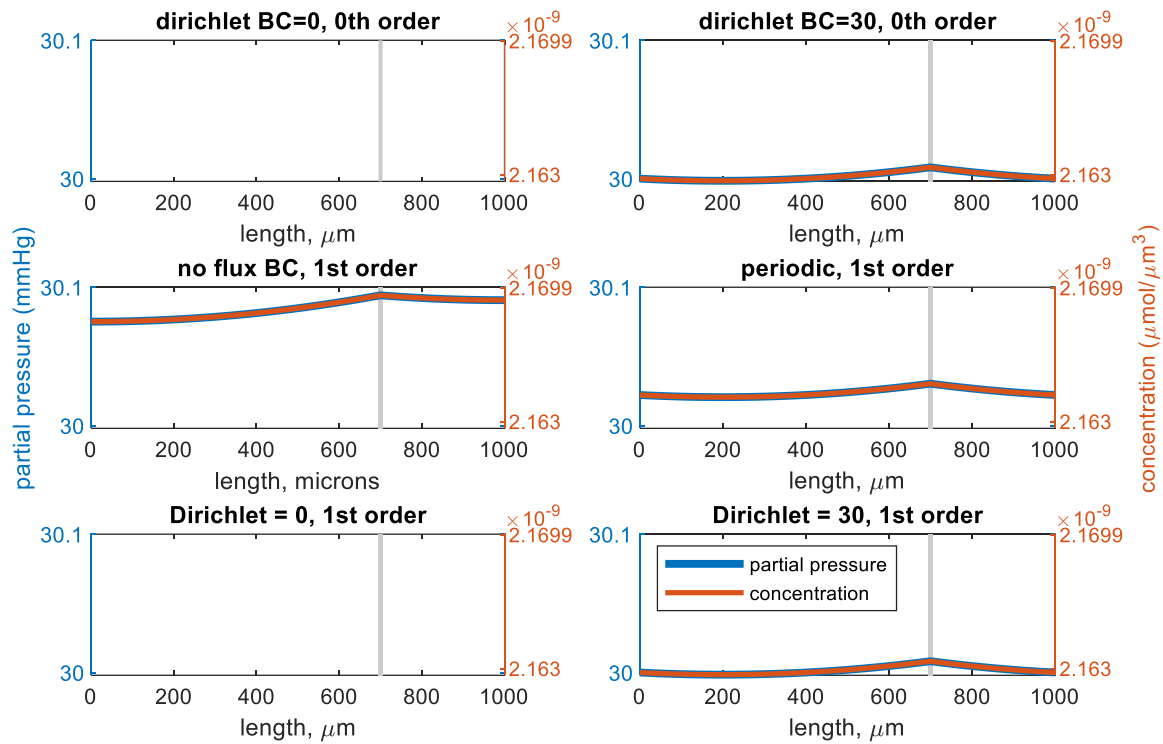 dirichlet BC=0, 0th order
×10-9
30.1
2.1699
30
2.163
0 200 400 600 800 1000
length, μm
dirichlet BC=30, 0th order
×10-9
30.1
2.1699
30
2.163
0 200 400 600 800 1000
length, μm
partial pressure (mmHg)
no flux BC, 1st order
×10-9
30.1
2.1699
30
2.163
0 200 400 600 800 1000
length, microns
periodic, 1st order
×10-9
30.1
2.1699
30
2.163
0 200 400 600 800 1000
length, μm
concentration (μmol/μm3)
Dirichlet = 0, 1st order
×10-9
30.1
2.1699
30
2.163
0 200 400 600 800 1000
length, μm
Dirichlet = 30, 1st order
×10-9
30.1
2.1699
partial pressure
concentration
30
2.163
0 200 400 600 800 1000
length, μm